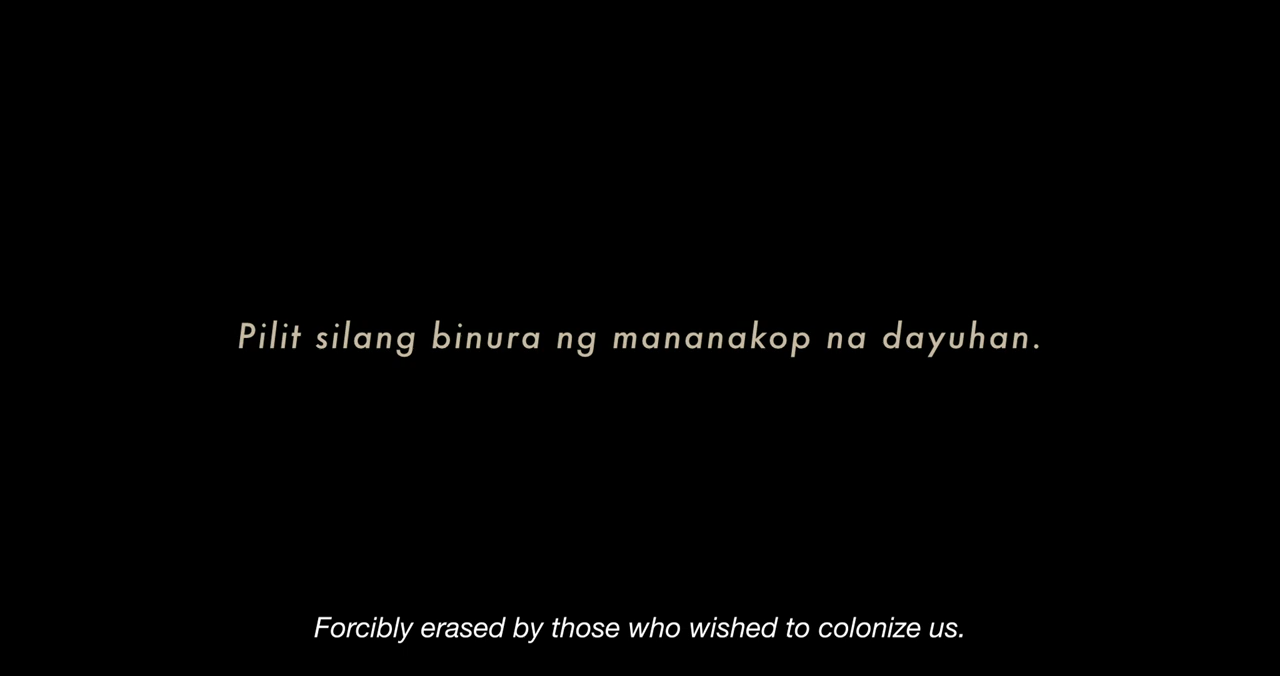 Pilit silang binura ng mananakop na dayuhan.
Forcibly erased by those who wished to colonize us.